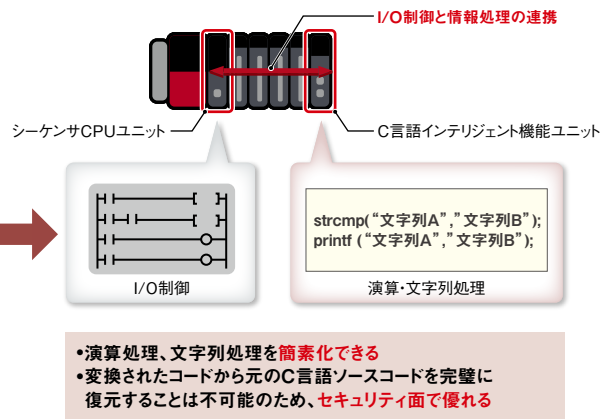 I/O制御と情報処理の連携
シーケンサCPUユニット
C言語インテリジェント機能ユニット
I/O制御
strcmp(“文字列A”,”文字列B”);
printf (“文字列A”,”文字列B”);
演算・文字列処理
•演算処理、文字列処理を簡素化できる
•変換されたコードから元のC言語ソースコードを完璧に
復元することは不可能のため、セキュリティ面で優れる